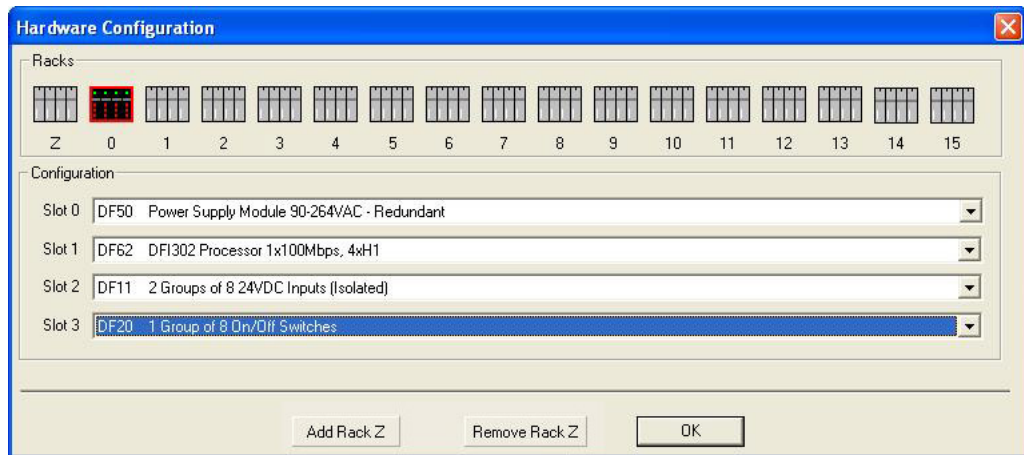 Hardware Configuration
Racks
Z 0 1 2 3 4 5 6 7 8 9 10 11 12 13 14 15
Configuration
Slot 0 DF50 Power Supply Module 90-264VAC - Redundant
Slot 1 DF62 DFI302 Processor 1x100Mbps, 4xH1
Slot 2 DF11 2 Groups of 8 24VDC Inputs (Isolated)
Slot 3 DF20 1 Group of 8 On/Off Switches
Add Rack Z Remove Rack Z OK